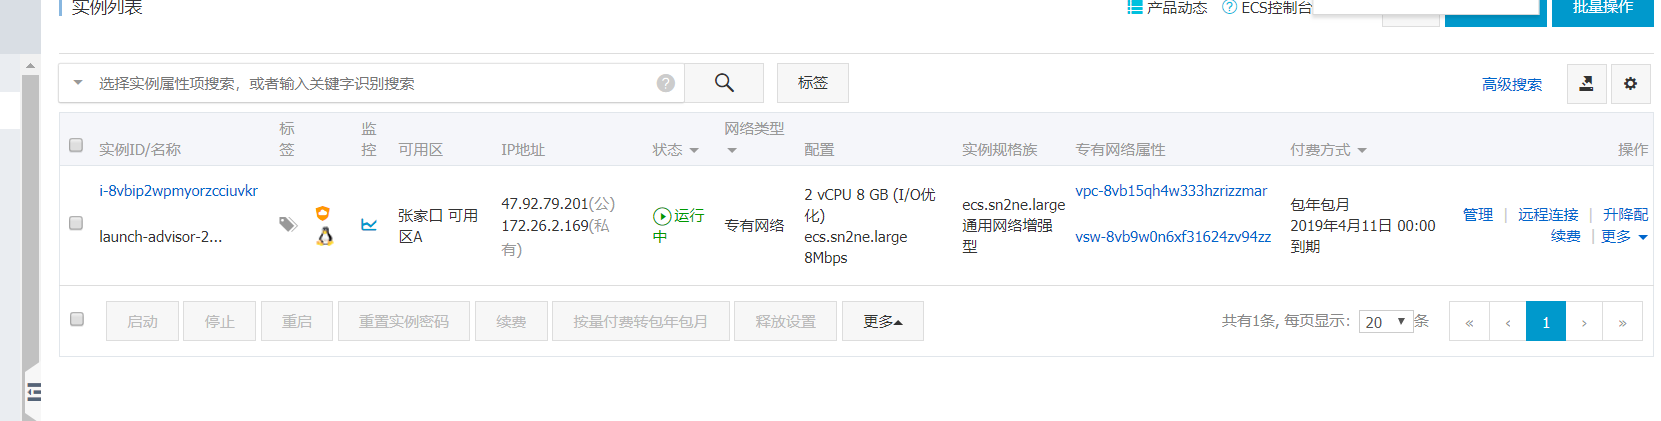 实例列表
产品动态
ECS控制台
批量操作
选择实例属性项搜索，或者输入关键字识别搜索
?
标签
高级搜索
实例ID/名称
标
签
监
控
可用区
IP地址
状态
网络类型
配置
实例规格族
专有网络属性
付费方式
操作
i-8vbip2wpmyorzcciuvkr
launch-advisor-2...
张家口 可用
区A
47.92.79.201(公)
172.26.2.169(私
有)
运行
中
专有网络
2 vCPU 8 GB (I/O优
化)
ecs.sn2ne.large
8Mbps
ecs.sn2ne.large
通用网络增强
型
vpc-8vb15qh4w333hzrizzmar
vsw-8vb9w0n6xf31624zv94zz
包年包月
2019年4月11日 00:00
到期
管理 | 远程连接 | 升降配
续费 | 更多
启动
停止
重启
重置实例密码
续费
按量付费转包年包月
释放设置
更多
共有1条, 每页显示: 20 条
« ‹ 1 › »